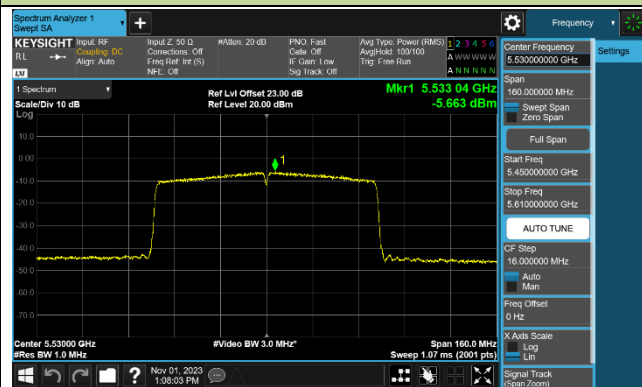 Spectrum Analyzer 1
Swept SA
Frequency
KEYSIGHT
RL
LXI
Input: RF
Coupling: DC
Align: Auto
Input Z: 50 Ω
Corrections: Off
Freq Ref: Int (S)
NFE: Off
#Atten: 20 dB
PNO: Fast
Gate: Off
IF Gain: Low
Sig Track: Off
Avg Type: Power (RMS)
Avg|Hold: 100/100
Trig: Free Run
1 2 3 4 5 6
A W W W W W
A N N N N N
1 Spectrum
Scale/Div 10 dB
Log
Ref Lvl Offset 23.00 dB
Ref Level 20.00 dBm
Mkr1 5.533 04 GHz
-5.663 dBm
1
10.0
0.00
-10.0
-20.0
-30.0
-40.0
-50.0
-60.0
-70.0
Center 5.53000 GHz
#Res BW 1.0 MHz
#Video BW 3.0 MHz*
Span 160.0 MHz
Sweep 1.07 ms (2001 pts)
Nov 01, 2023
1:08:03 PM
Center Frequency
5.530000000 GHz
Settings
Span
160.000000 MHz
Swept Span
Zero Span
Full Span
Start Freq
5.450000000 GHz
Stop Freq
5.610000000 GHz
AUTO TUNE
CF Step
16.000000 MHz
Auto
Man
Freq Offset
0 Hz
X Axis Scale
Log
Lin
Signal Track
(Span Zoom)